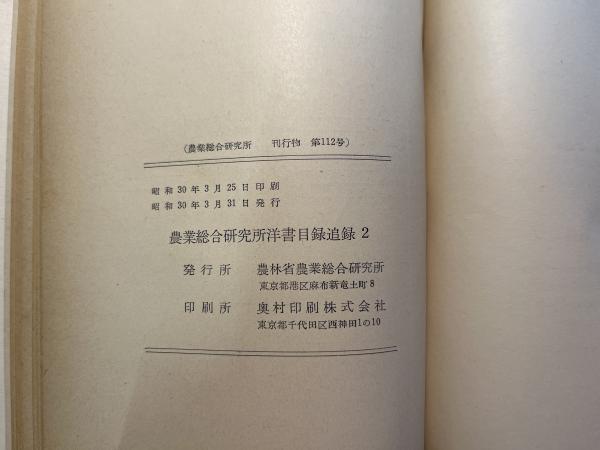 (農業総合研究所 刊行物 第112号)
昭和30年3月25日印刷
昭和30年3月31日発行
農業総合研究所洋書目録追録 2
発行所 農林省農業総合研究所
東京都港区麻布新竜土町8
印刷所 奥村印刷株式会社
東京都千代田区西神田1の10